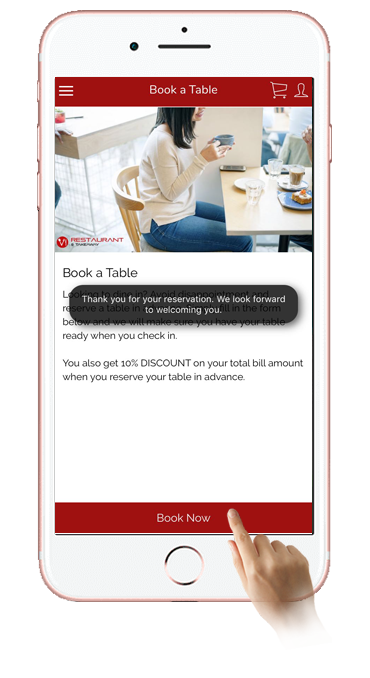 Book a Table
VI RESTAURANT
& TAKEAWAY
Book a Table
Looking to dine in? Avoid disappointment and
Thank you for your reservation. We look forward
reserve a table in
fill in the form
to welcoming you.
below and we will make sure you have your table
ready when you check in.
You also get 10% DISCOUNT on your total bill amount
when you reserve your table in advance.
Book Now